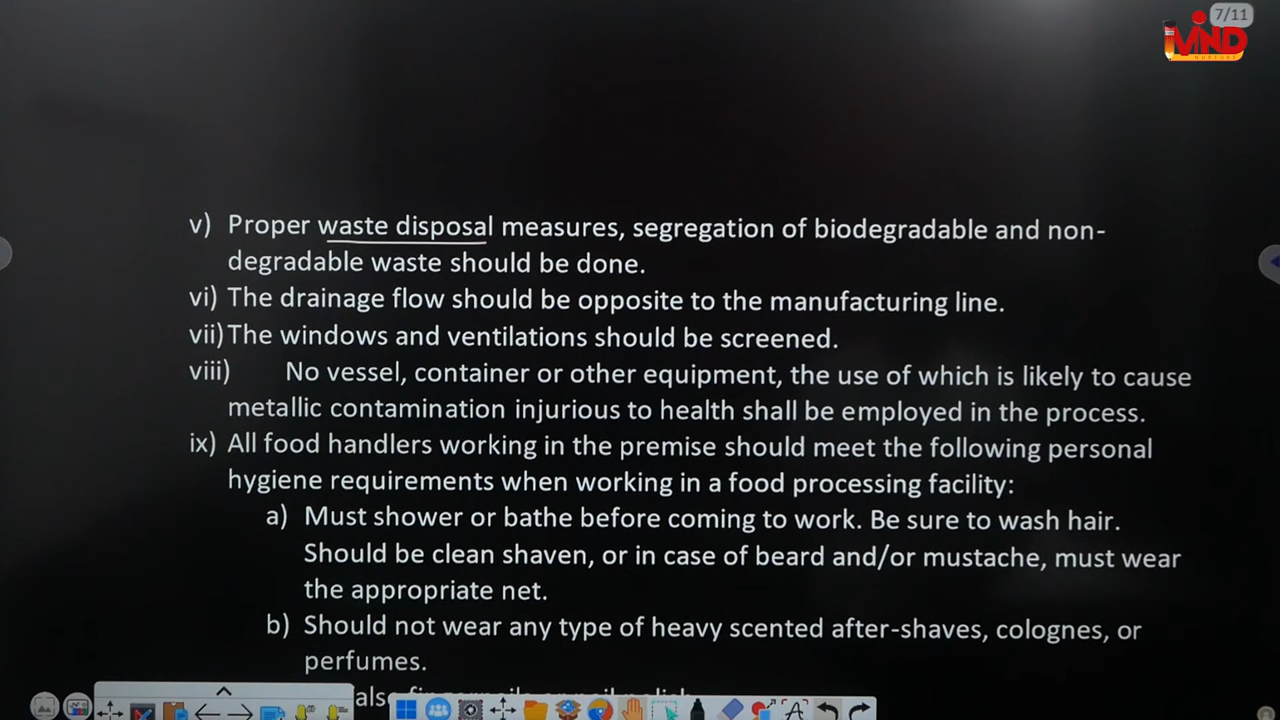 7/11
MIND
NURTURE
v) Proper waste disposal measures, segregation of biodegradable and non-
degradable waste should be done.
vi) The drainage flow should be opposite to the manufacturing line.
vii) The windows and ventilations should be screened.
viii) No vessel, container or other equipment, the use of which is likely to cause
metallic contamination injurious to health shall be employed in the process.
ix) All food handlers working in the premise should meet the following personal
hygiene requirements when working in a food processing facility:
a) Must shower or bathe before coming to work. Be sure to wash hair.
Should be clean shaven, or in case of beard and/or mustache, must wear
the appropriate net.
b) Should not wear any type of heavy scented after-shaves, colognes, or
perfumes.